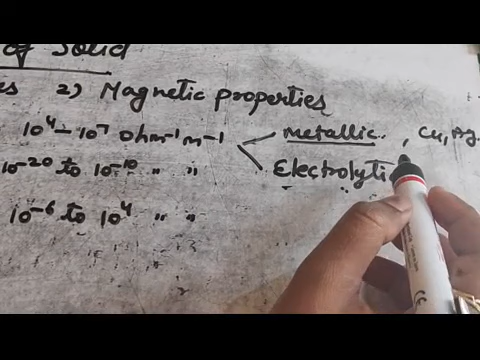 of Solid
es 2) Magnetic properties
10⁴ – 10⁷ ohm⁻¹ m⁻¹ Metallic. , Cu, Ag
10⁻²⁰ to 10⁻¹⁰ " " Electrolyti
10⁻⁶ to 10⁴ " "